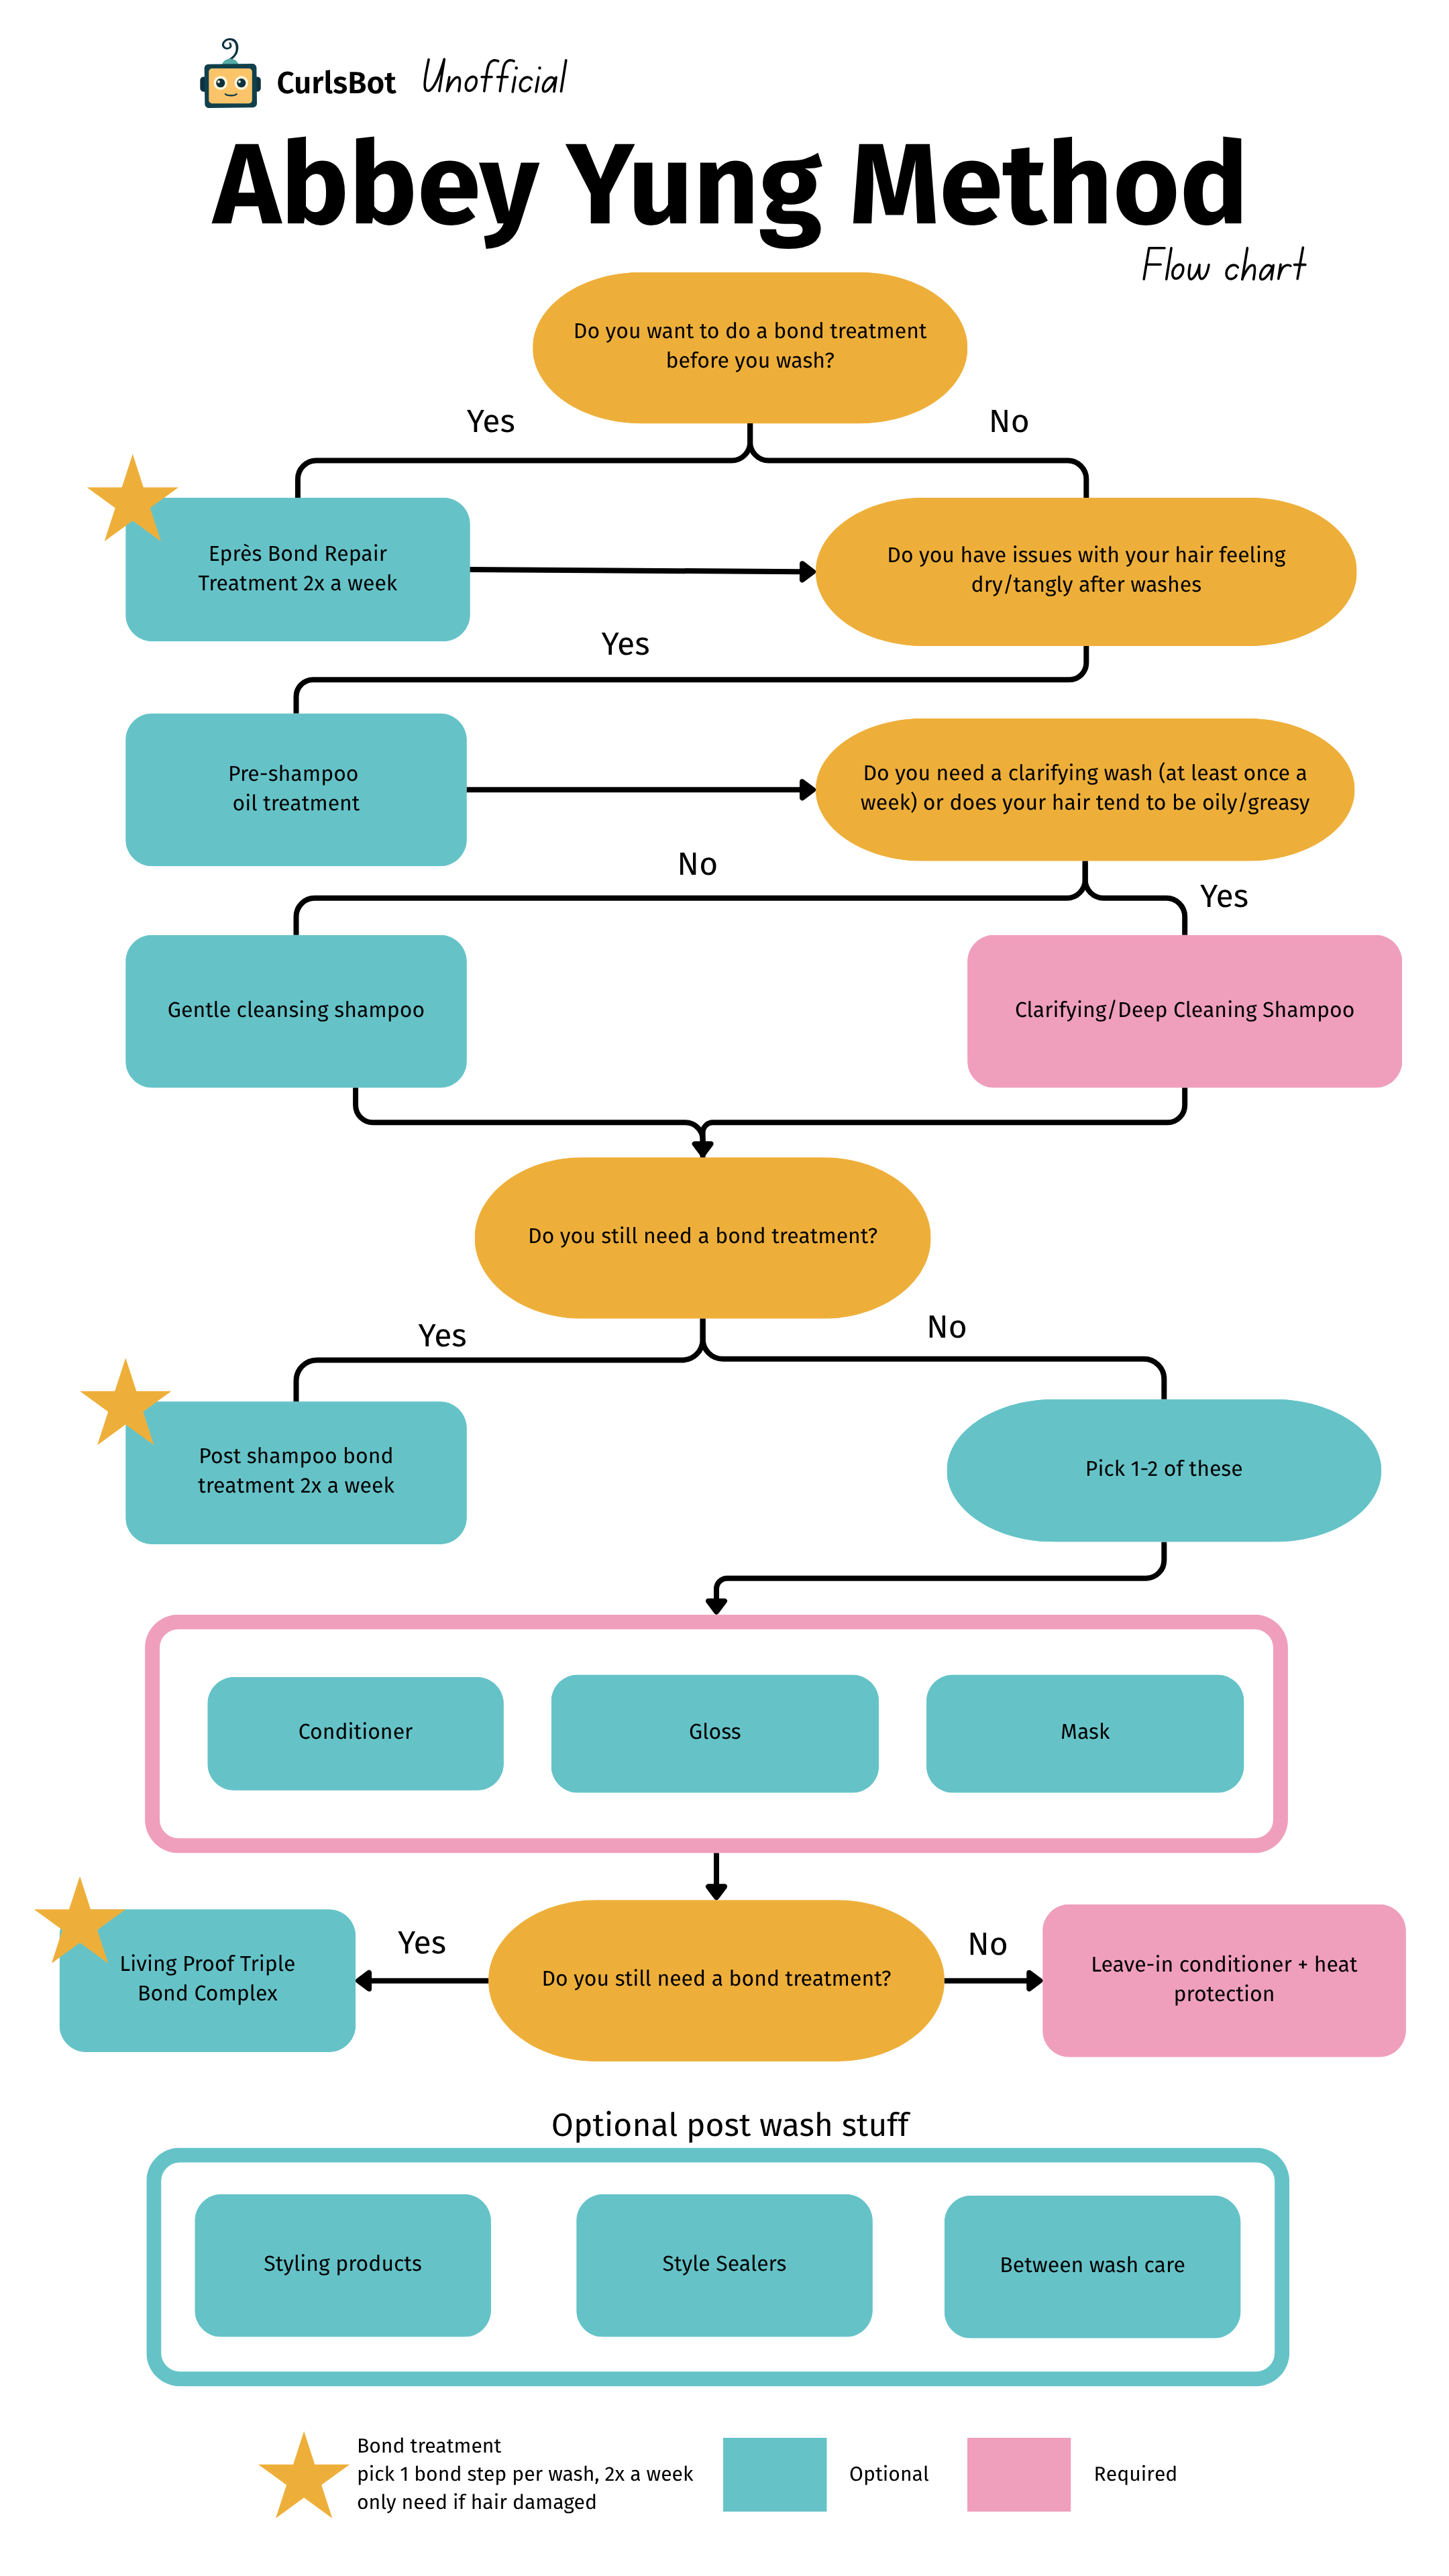 CurlsBot Unofficial
Abbey Yung Method
Flow chart
Do you want to do a bond treatment
before you wash?
Yes
No
Eprès Bond Repair
Treatment 2x a week
Do you have issues with your hair feeling
dry/tangly after washes
Yes
Pre-shampoo
oil treatment
Do you need a clarifying wash (at least once a
week) or does your hair tend to be oily/greasy
No
Yes
Gentle cleansing shampoo
Clarifying/Deep Cleaning Shampoo
Do you still need a bond treatment?
Yes
No
Post shampoo bond
treatment 2x a week
Pick 1-2 of these
Conditioner
Gloss
Mask
Living Proof Triple
Bond Complex
Yes
Do you still need a bond treatment?
No
Leave-in conditioner + heat
protection
Optional post wash stuff
Styling products
Style Sealers
Between wash care
Bond treatment
pick 1 bond step per wash, 2x a week
only need if hair damaged
Optional
Required